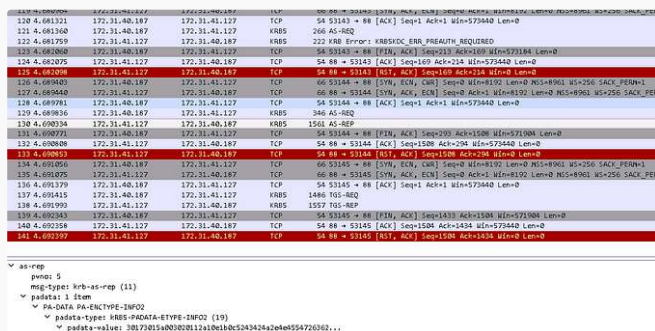 120 4.681321 172.31.40.187 172.31.41.127 TCP 54 53143 → 88 [ACK] Seq=1 Ack=1 Win=573440 Len=0
121 4.681360 172.31.40.187 172.31.41.127 KRB5 266 AS-REQ
122 4.681759 172.31.41.127 172.31.40.187 KRB5 222 KRB Error: KRB5KDC_ERR_PREAUTH_REQUIRED
123 4.682060 172.31.40.187 172.31.41.127 TCP 54 53143 → 88 [FIN, ACK] Seq=213 Ack=169 Win=573184 Len=0
124 4.682075 172.31.41.127 172.31.40.187 TCP 54 88 → 53143 [ACK] Seq=169 Ack=214 Win=573440 Len=0
125 4.682098 172.31.41.127 172.31.40.187 TCP 54 88 → 53143 [RST, ACK] Seq=169 Ack=214 Win=0 Len=0
126 4.689403 172.31.40.187 172.31.41.127 TCP 66 53144 → 88 [SYN, ECN, CWR] Seq=0 Win=8192 Len=0 MSS=8961 WS=256 SACK_PERM=1
127 4.689440 172.31.41.127 172.31.40.187 TCP 66 88 → 53144 [SYN, ACK, ECN] Seq=0 Ack=1 Win=8192 Len=0 MSS=8961 WS=256
128 4.689781 172.31.40.187 172.31.41.127 TCP 54 53144 → 88 [ACK] Seq=1 Ack=1 Win=573440 Len=0
129 4.689836 172.31.40.187 172.31.41.127 KRB5 346 AS-REQ
130 4.690334 172.31.41.127 172.31.40.187 KRB5 1561 AS-REP
131 4.690771 172.31.40.187 172.31.41.127 TCP 54 53144 → 88 [FIN, ACK] Seq=293 Ack=1508 Win=571904 Len=0
132 4.690808 172.31.41.127 172.31.40.187 TCP 54 88 → 53144 [ACK] Seq=1508 Ack=294 Win=573440 Len=0
133 4.690853 172.31.41.127 172.31.40.187 TCP 54 88 → 53144 [RST, ACK] Seq=1508 Ack=294 Win=0 Len=0
134 4.691056 172.31.40.187 172.31.41.127 TCP 66 53145 → 88 [SYN, ECN, CWR] Seq=0 Win=8192 Len=0 MSS=8961 WS=256 SACK_PERM=1
135 4.691075 172.31.41.127 172.31.40.187 TCP 66 88 → 53145 [SYN, ACK, ECN] Seq=0 Ack=1 Win=8192 Len=0 MSS=8961 WS=256
136 4.691379 172.31.40.187 172.31.41.127 TCP 54 53145 → 88 [ACK] Seq=1 Ack=1 Win=573440 Len=0
137 4.691415 172.31.40.187 172.31.41.127 KRB5 1486 TGS-REQ
138 4.691993 172.31.41.127 172.31.40.187 KRB5 1557 TGS-REP
139 4.692343 172.31.40.187 172.31.41.127 TCP 54 53145 → 88 [FIN, ACK] Seq=1433 Ack=1504 Win=571904 Len=0
140 4.692358 172.31.41.127 172.31.40.187 TCP 54 88 → 53145 [ACK] Seq=1504 Ack=1434 Win=573440 Len=0
141 4.692397 172.31.41.127 172.31.40.187 TCP 54 88 → 53145 [RST, ACK] Seq=1504 Ack=1434 Win=0 Len=0
as-rep
pvno: 5
msg-type: krb-as-rep (11)
padata: 1 item
PA-DATA PA-ENCTYPE-INFO2
padata-type: kRB5-PADATA-ETYPE-INFO2 (19)
padata-value: 30173015a003020112a10e1b0c5243424a2e4e4554726362...